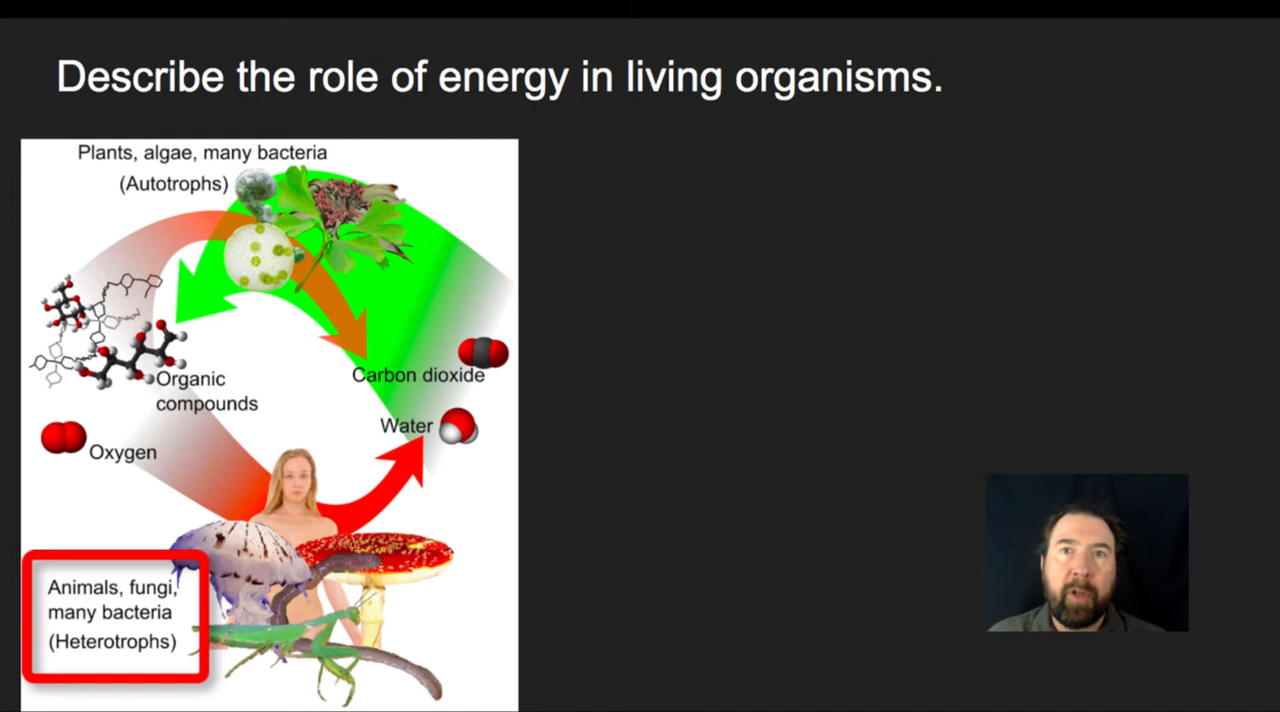 Describe the role of energy in living organisms.
Plants, algae, many bacteria
(Autotrophs)
Organic
compounds
Carbon dioxide
Water
Oxygen
Animals, fungi,
many bacteria
(Heterotrophs)